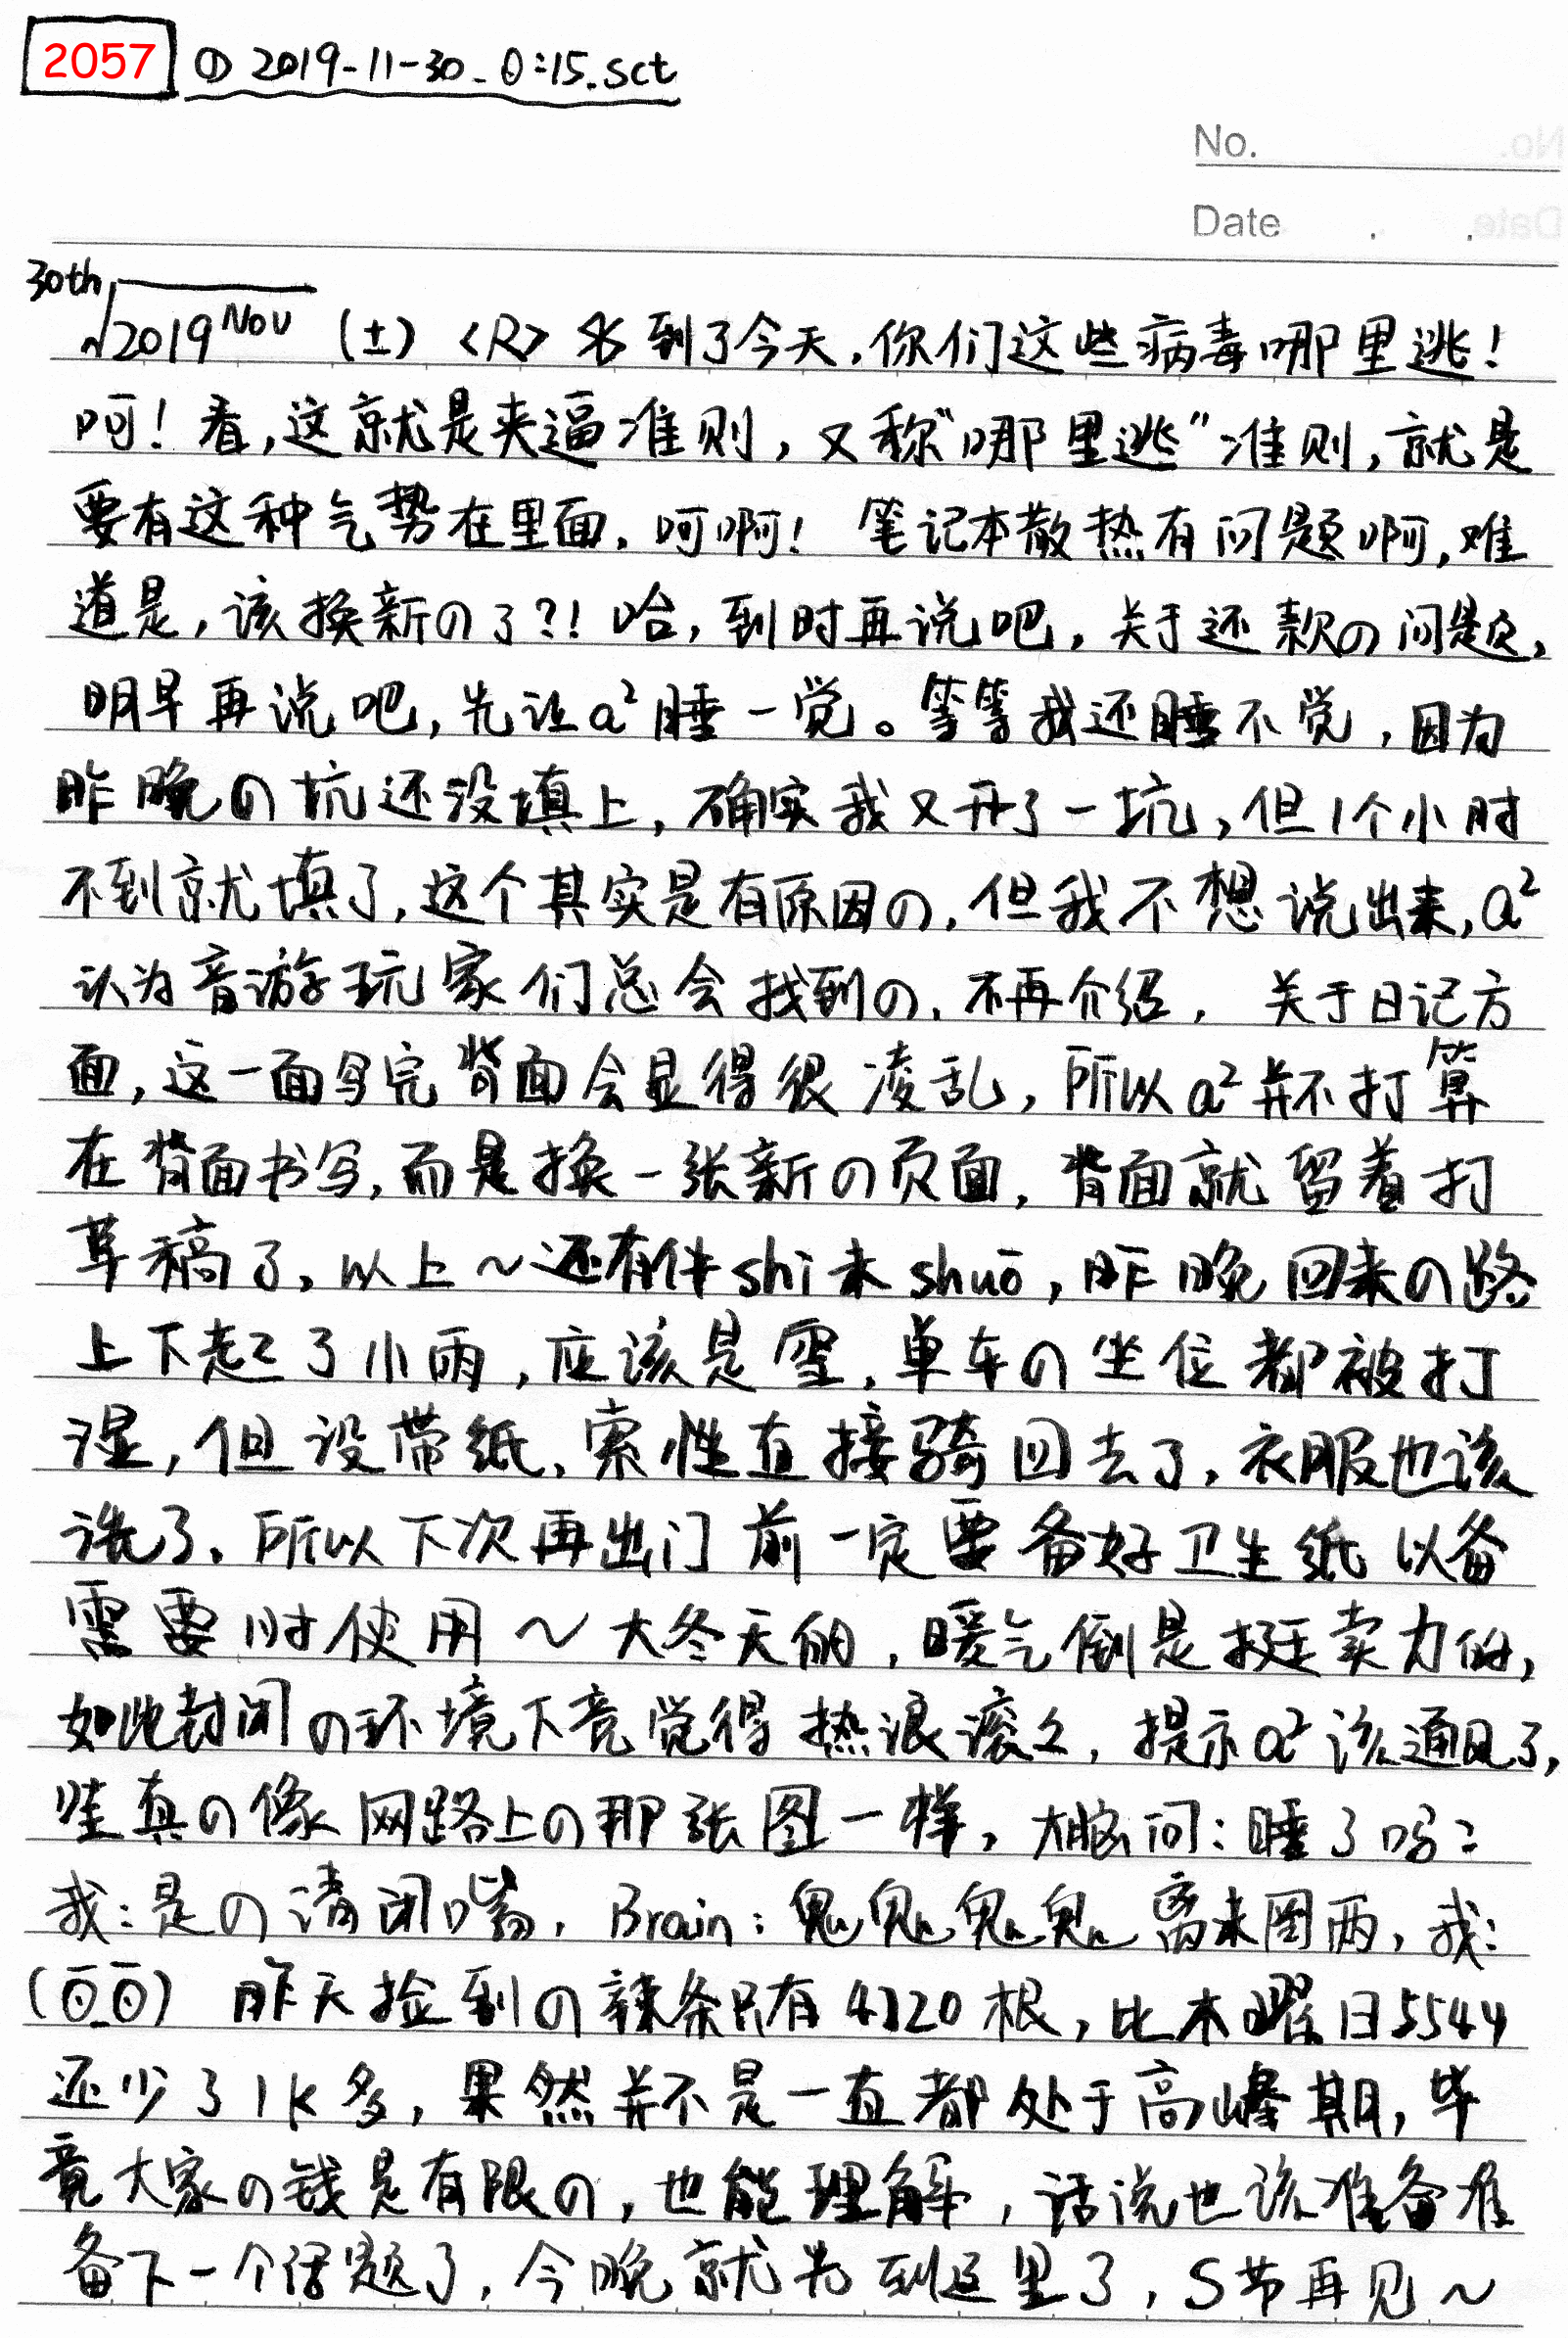 2057 ① 2019-11-30_0:15.sct
No.
Date . .
30th√2019^Nov (±) <R> 发 到了今天,你们这些病毒哪里逃!
呵!看,这就是夹逼准则,又称“哪里逃”准则,就是
要有这种气势在里面,呵啊! 笔记本散热有问题啊,难
道是,该换新の了?!哈,到时再说吧,关于还款の问题,
明早再说吧,先让a²睡一觉。等等我还睡不觉,因为
昨晚の坑还没填上,确实我又开了一坑,但1个小时
不到就填了,这个其实是有原因の,但我不想说出来,a²
认为音游玩家们总会找到の,不再介绍, 关于日记方
面,这一面写完背面会显得很凌乱,所以a²并不打算
在背面书写,而是换一张新の页面,背面就留着打
草稿了,以上~还有件shì未shuō,昨晚回来の路
上下起了小雨,应该是雪,单车の坐位都被打
湿,但没带纸,索性直接骑回去了,衣服也该
洗了,所以下次再出门前一定要备好卫生纸以备
需要时使用~大冬天的,暖气倒是挺卖力的,
如此封闭の环境下竟觉得热浪滚々,提示a²该通风了,
哇真の像网路上の那张图一样,大脑问:睡了吗?
我:是の请闭嘴,Brain:鬼鬼鬼鬼离未罔两,我:
(ō_ō) 昨天捡到の辣条只有4320根,比木曜日5544
还少了1k多,果然并不是一直都处于高峰期,毕
竟大家の钱是有限の,也能理解,话说也该准备准
备下一个话题了,今晚就为到这里了,S节再见~